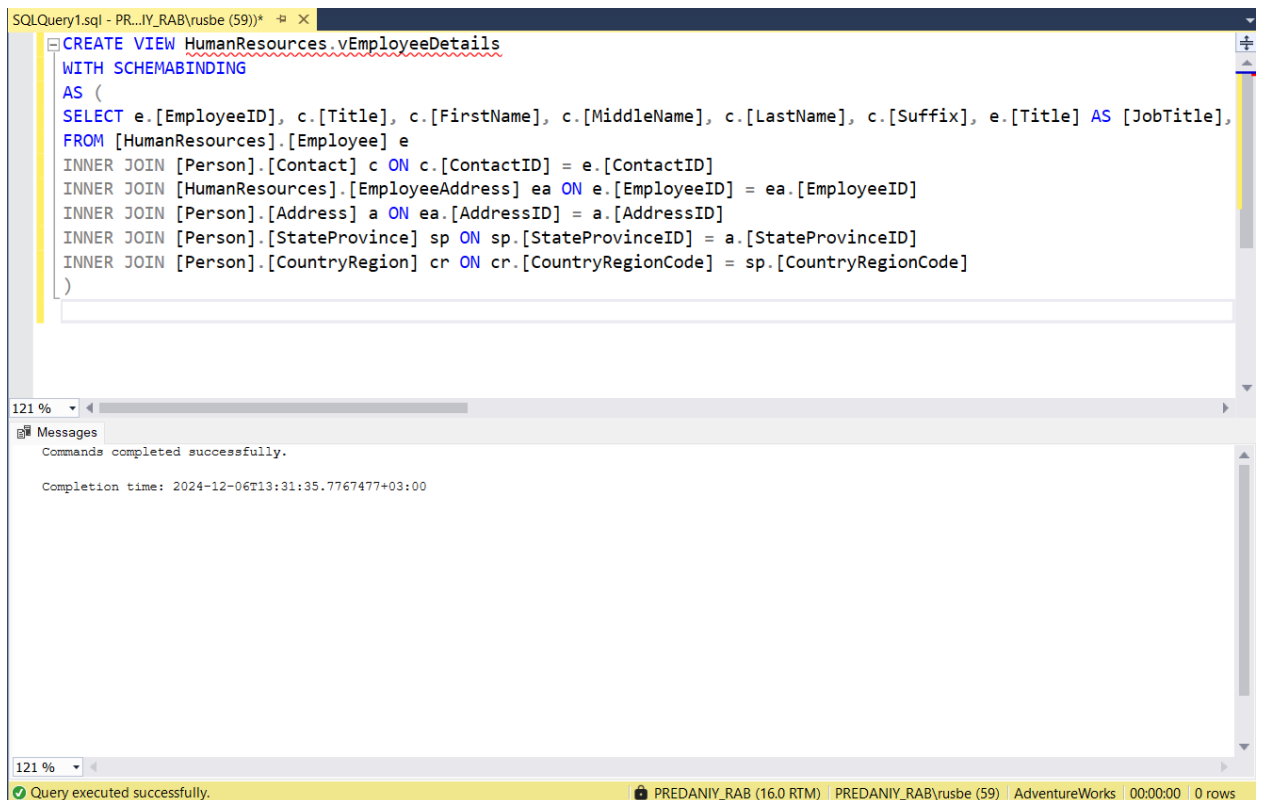 SQLQuery1.sql - PR...IY_RAB\rusbe (59))*
CREATE VIEW HumanResources.vEmployeeDetails
WITH SCHEMABINDING
AS (
SELECT e.[EmployeeID], c.[Title], c.[FirstName], c.[MiddleName], c.[LastName], c.[Suffix], e.[Title] AS [JobTitle],
FROM [HumanResources].[Employee] e
INNER JOIN [Person].[Contact] c ON c.[ContactID] = e.[ContactID]
INNER JOIN [HumanResources].[EmployeeAddress] ea ON e.[EmployeeID] = ea.[EmployeeID]
INNER JOIN [Person].[Address] a ON ea.[AddressID] = a.[AddressID]
INNER JOIN [Person].[StateProvince] sp ON sp.[StateProvinceID] = a.[StateProvinceID]
INNER JOIN [Person].[CountryRegion] cr ON cr.[CountryRegionCode] = sp.[CountryRegionCode]
)
121 %
Messages
Commands completed successfully.
Completion time: 2024-12-06T13:31:35.7767477+03:00
121 %
Query executed successfully. PREDANIY_RAB (16.0 RTM) PREDANIY_RAB\rusbe (59) AdventureWorks 00:00:00 0 rows